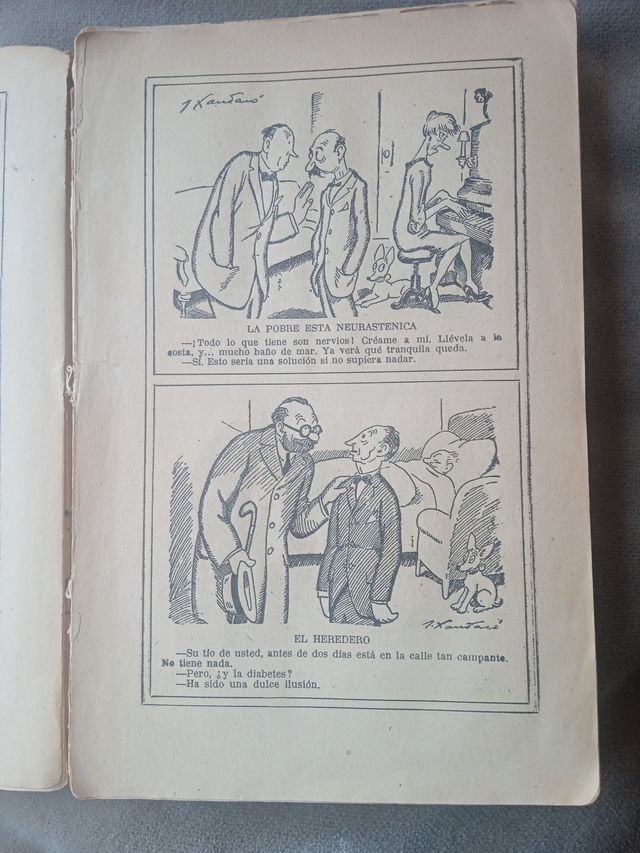 J. Xaudaró
LA POBRE ESTA NEURASTENICA
—¡Todo lo que tiene son nervios! Créame a mí. Llévela a la
costa, y... mucho baño de mar. Ya verá qué tranquila queda.
—Sí. Esto sería una solución si no supiera nadar.
J. Xaudaró
EL HEREDERO
—Su tío de usted, antes de dos días está en la calle tan campante.
No tiene nada.
—Pero, ¿y la diabetes?
—Ha sido una dulce ilusión.